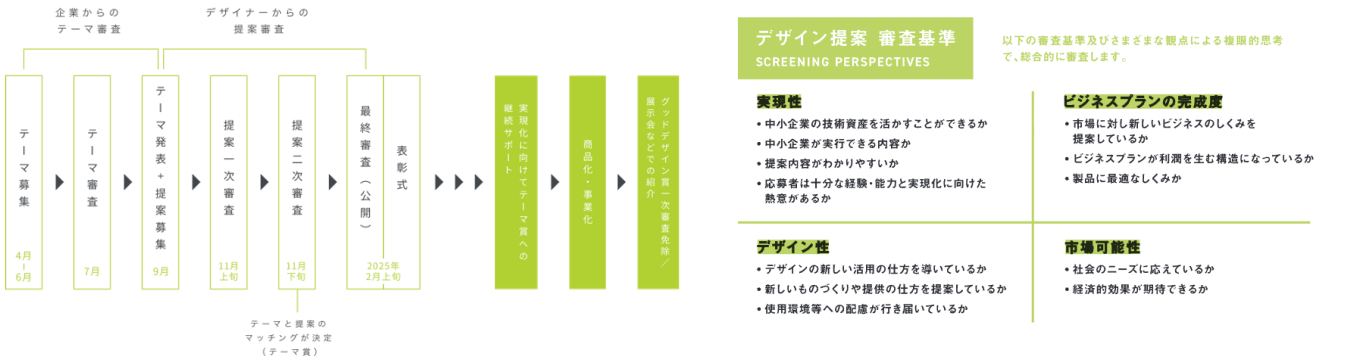 企業からの
テーマ審査
デザイナーからの
提案審査
テーマ募集
4月
–
6月
テーマ審査
7月
テーマ発表+提案募集
9月
提案一次審査
11月
上旬
提案二次審査
11月
下旬
最終審査（公開）
表彰式
2025年
2月上旬
実現化に向けてテーマ賞への
継続サポート
商品化・事業化
グッドデザイン賞一次審査免除／
展示会などでの紹介
テーマと提案の
マッチングが決定
（テーマ賞）
デザイン提案 審査基準
SCREENING PERSPECTIVES
以下の審査基準及びさまざまな観点による複眼的思考
で、総合的に審査します。
実現性
• 中小企業の技術資産を活かすことができるか
• 中小企業が実行できる内容か
• 提案内容がわかりやすいか
• 応募者は十分な経験・能力と実現化に向けた
熱意があるか
ビジネスプランの完成度
• 市場に対し新しいビジネスのしくみを
提案しているか
• ビジネスプランが利潤を生む構造になっているか
• 製品に最適なしくみか
デザイン性
• デザインの新しい活用の仕方を導いているか
• 新しいものづくりや提供の仕方を提案しているか
• 使用環境等への配慮が行き届いているか
市場可能性
• 社会のニーズに応えているか
• 経済的効果が期待できるか